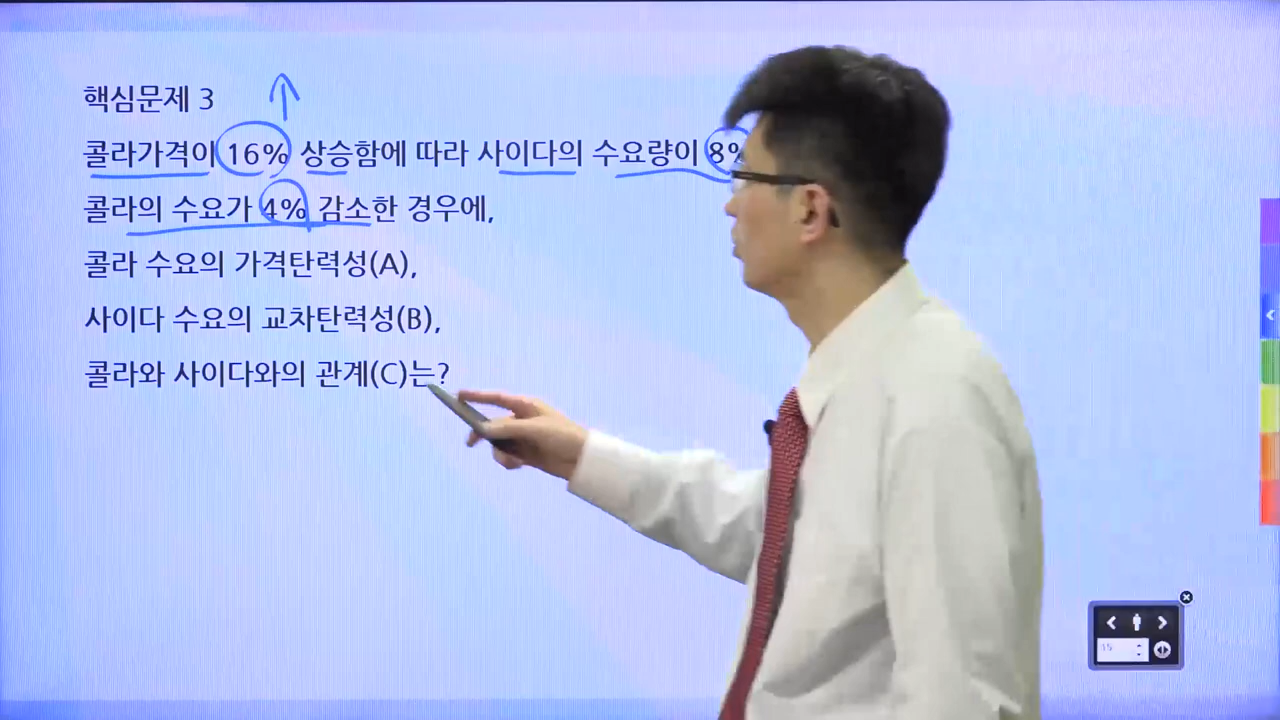 핵심문제 3
콜라가격이 16% 상승함에 따라 사이다의 수요량이 8%
콜라의 수요가 4% 감소한 경우에,
콜라 수요의 가격탄력성(A),
사이다 수요의 교차탄력성(B),
콜라와 사이다와의 관계(C)는?
15